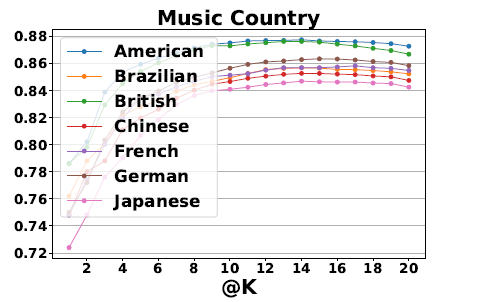 Music Country
0.88
0.86
0.84
0.82
0.80
0.78
0.76
0.74
0.72
American
Brazilian
British
Chinese
French
German
Japanese
2 4 6 8 10 12 14 16 18 20
@K